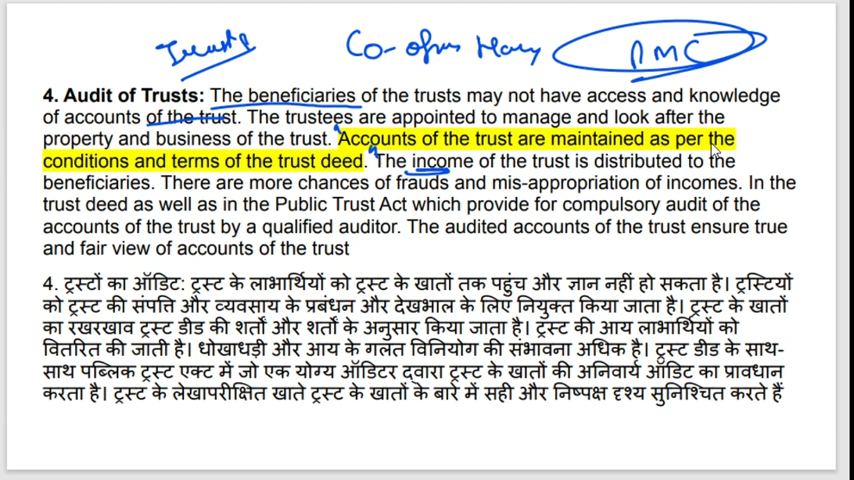 Trusts Co- AMC
4. Audit of Trusts: The beneficiaries of the trusts may not have access and knowledge
of accounts of the trust. The trustees are appointed to manage and look after the
property and business of the trust. Accounts of the trust are maintained as per the
conditions and terms of the trust deed. The income of the trust is distributed to the
beneficiaries. There are more chances of frauds and mis-appropriation of incomes. In the
trust deed as well as in the Public Trust Act which provide for compulsory audit of the
accounts of the trust by a qualified auditor. The audited accounts of the trust ensure true
and fair view of accounts of the trust
4. ट्रस्टों का ऑडिट: ट्रस्ट के लाभार्थियों को ट्रस्ट के खातों तक पहुंच और ज्ञान नहीं हो सकता है। ट्रस्टियों
को ट्रस्ट की संपत्ति और व्यवसाय के प्रबंधन और देखभाल के लिए नियुक्त किया जाता है। ट्रस्ट के खातों
का रखरखाव ट्रस्ट डीड की शर्तों और शर्तों के अनुसार किया जाता है। ट्रस्ट की आय लाभार्थियों को
वितरित की जाती है। धोखाधड़ी और आय के गलत विनियोग की संभावना अधिक है। ट्रस्ट डीड के साथ-
साथ पब्लिक ट्रस्ट एक्ट में जो एक योग्य ऑडिटर द्वारा ट्रस्ट के खातों की अनिवार्य ऑडिट का प्रावधान
करता है। ट्रस्ट के लेखापरीक्षित खाते ट्रस्ट के खातों के बारे में सही और निष्पक्ष दृश्य सुनिश्चित करते हैं